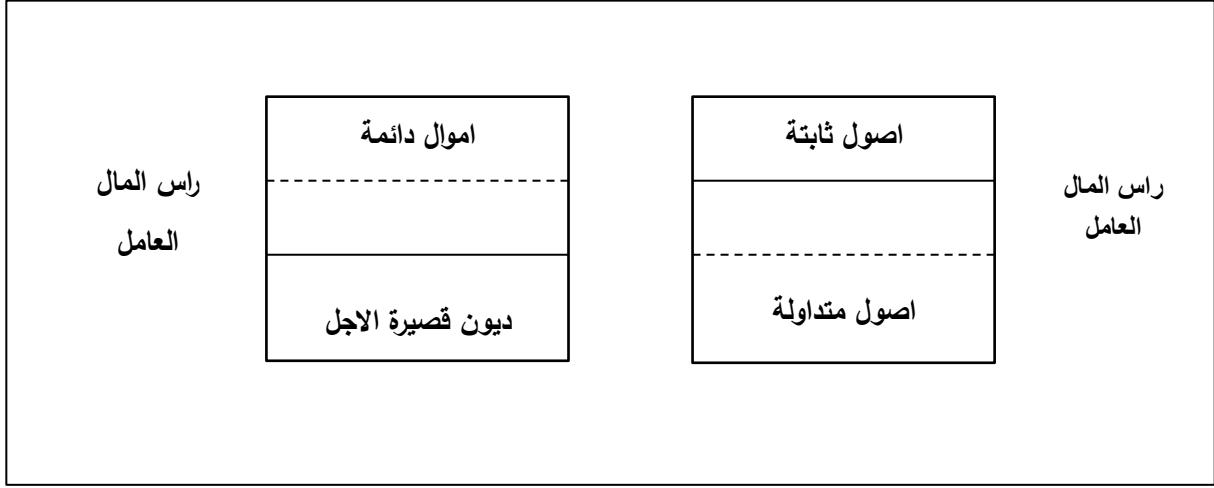 اصول ثابتة
اموال دائمة
راس المال
العامل
راس المال
العامل
اصول متداولة
ديون قصيرة الاجل